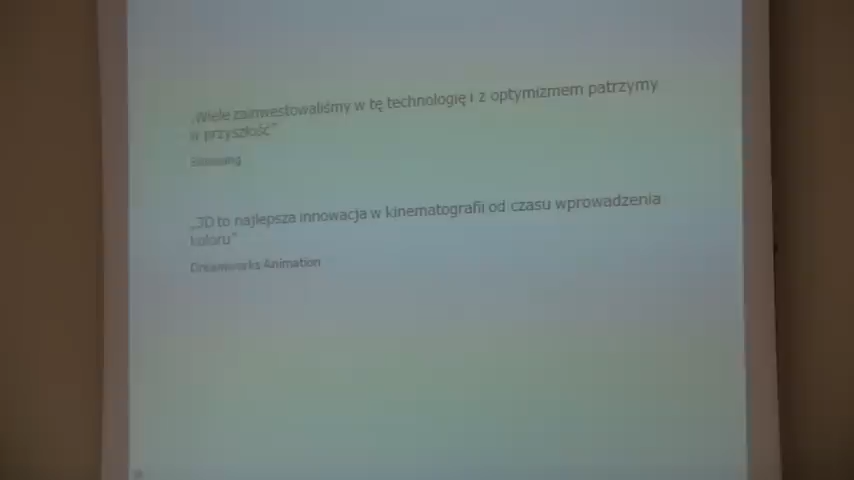 „Wiele zainwestowaliśmy w tę technologię i z optymizmem patrzymy
w przyszłość”
Samsung
„3D to najlepsza innowacja w kinematografii od czasu wprowadzenia
koloru”
Dreamworks Animation